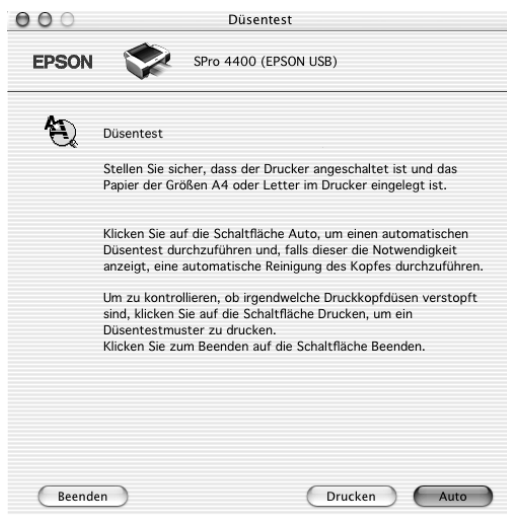 Düsentest
EPSON
SPro 4400 (EPSON USB)
Düsentest
Stellen Sie sicher, dass der Drucker angeschaltet ist und das
Papier der Größen A4 oder Letter im Drucker eingelegt ist.
Klicken Sie auf die Schaltfläche Auto, um einen automatischen
Düsentest durchzuführen und, falls dieser die Notwendigkeit
anzeigt, eine automatische Reinigung des Kopfes durchzuführen.
Um zu kontrollieren, ob irgendwelche Druckkopfdüsen verstopft
sind, klicken Sie auf die Schaltfläche Drucken, um ein
Düsentestmuster zu drucken.
Klicken Sie zum Beenden auf die Schaltfläche Beenden.
Beenden
Drucken
Auto